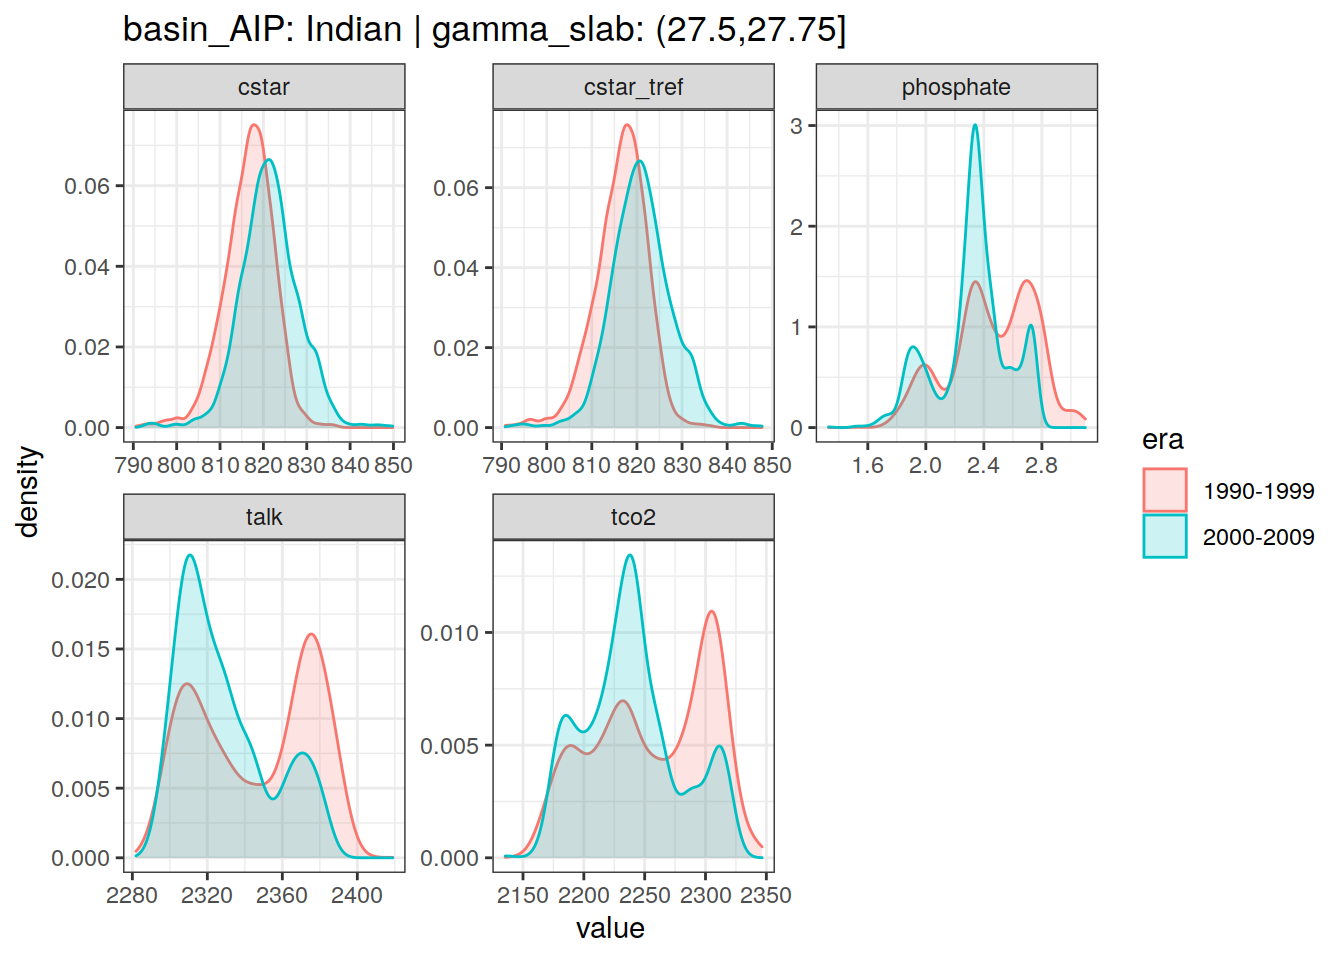 basin_AIP: Indian | gamma_slab: (27.5,27.75]
cstar
cstar_tref
phosphate
0.06
0.04
0.02
0.00
790 800 810 820 830 840 850
0.06
0.04
0.02
0.00
790 800 810 820 830 840 850
3
2
1
0
1.6 2.0 2.4 2.8
density
talk
tco2
0.020
0.015
0.010
0.005
0.000
2280 2320 2360 2400
0.010
0.005
0.000
2150 2200 2250 2300 2350
value
era
1990-1999
2000-2009